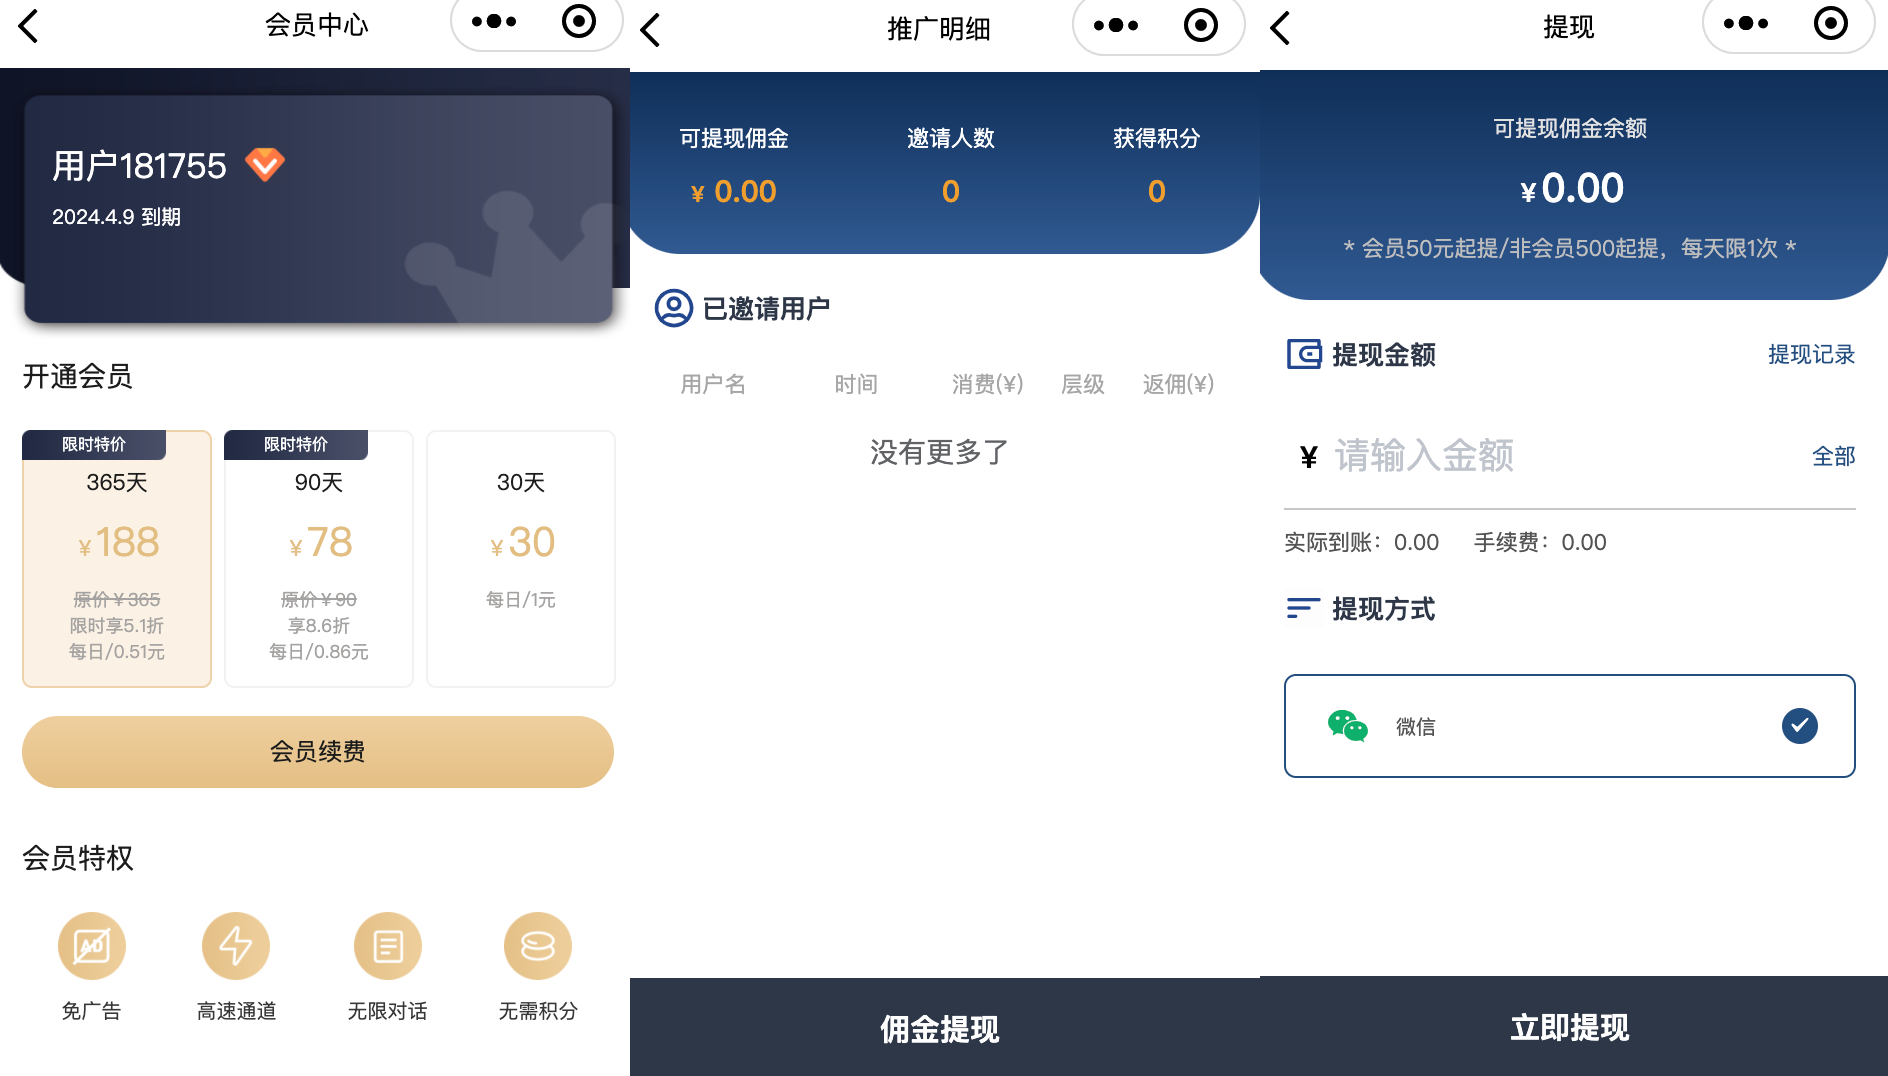 会员中心
用户181755
2024.4.9 到期
开通会员
限时特价
365天
¥188
原价¥365
限时享5.1折
每日/0.51元
限时特价
90天
¥78
原价¥90
享8.6折
每日/0.86元
30天
¥30
每日/1元
会员续费
会员特权
AD
免广告
高速通道
无限对话
无需积分
推广明细
可提现佣金 邀请人数 获得积分
¥ 0.00 0 0
已邀请用户
用户名 时间 消费(¥) 层级 返佣(¥)
没有更多了
佣金提现
提现
可提现佣金余额
¥0.00
* 会员50元起提/非会员500起提，每天限1次 *
提现金额 提现记录
¥ 请输入金额 全部
实际到账：0.00 手续费：0.00
提现方式
微信
立即提现